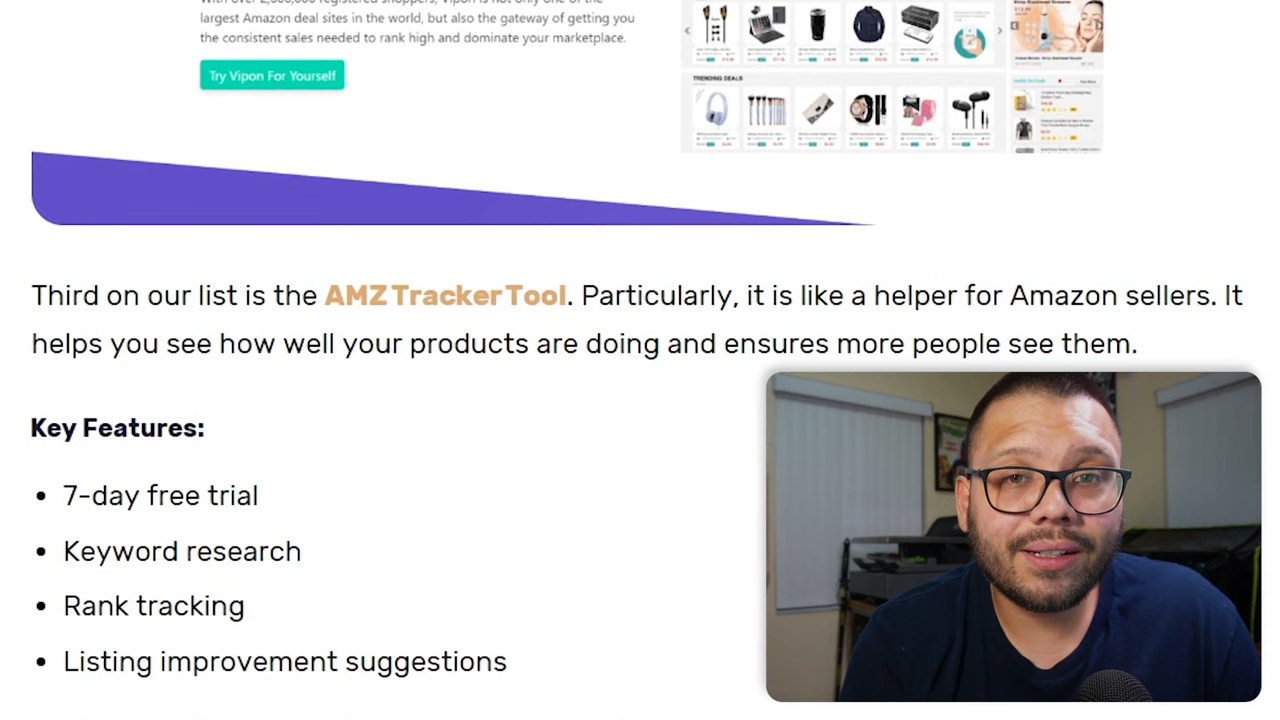 largest Amazon deal sites in the world, but also the gateway of getting you
the consistent sales needed to rank high and dominate your marketplace.
Try Vipon For Yourself
TRENDING DEALS
Third on our list is the AMZ Tracker Tool. Particularly, it is like a helper for Amazon sellers. It
helps you see how well your products are doing and ensures more people see them.
Key Features:
• 7-day free trial
• Keyword research
• Rank tracking
• Listing improvement suggestions